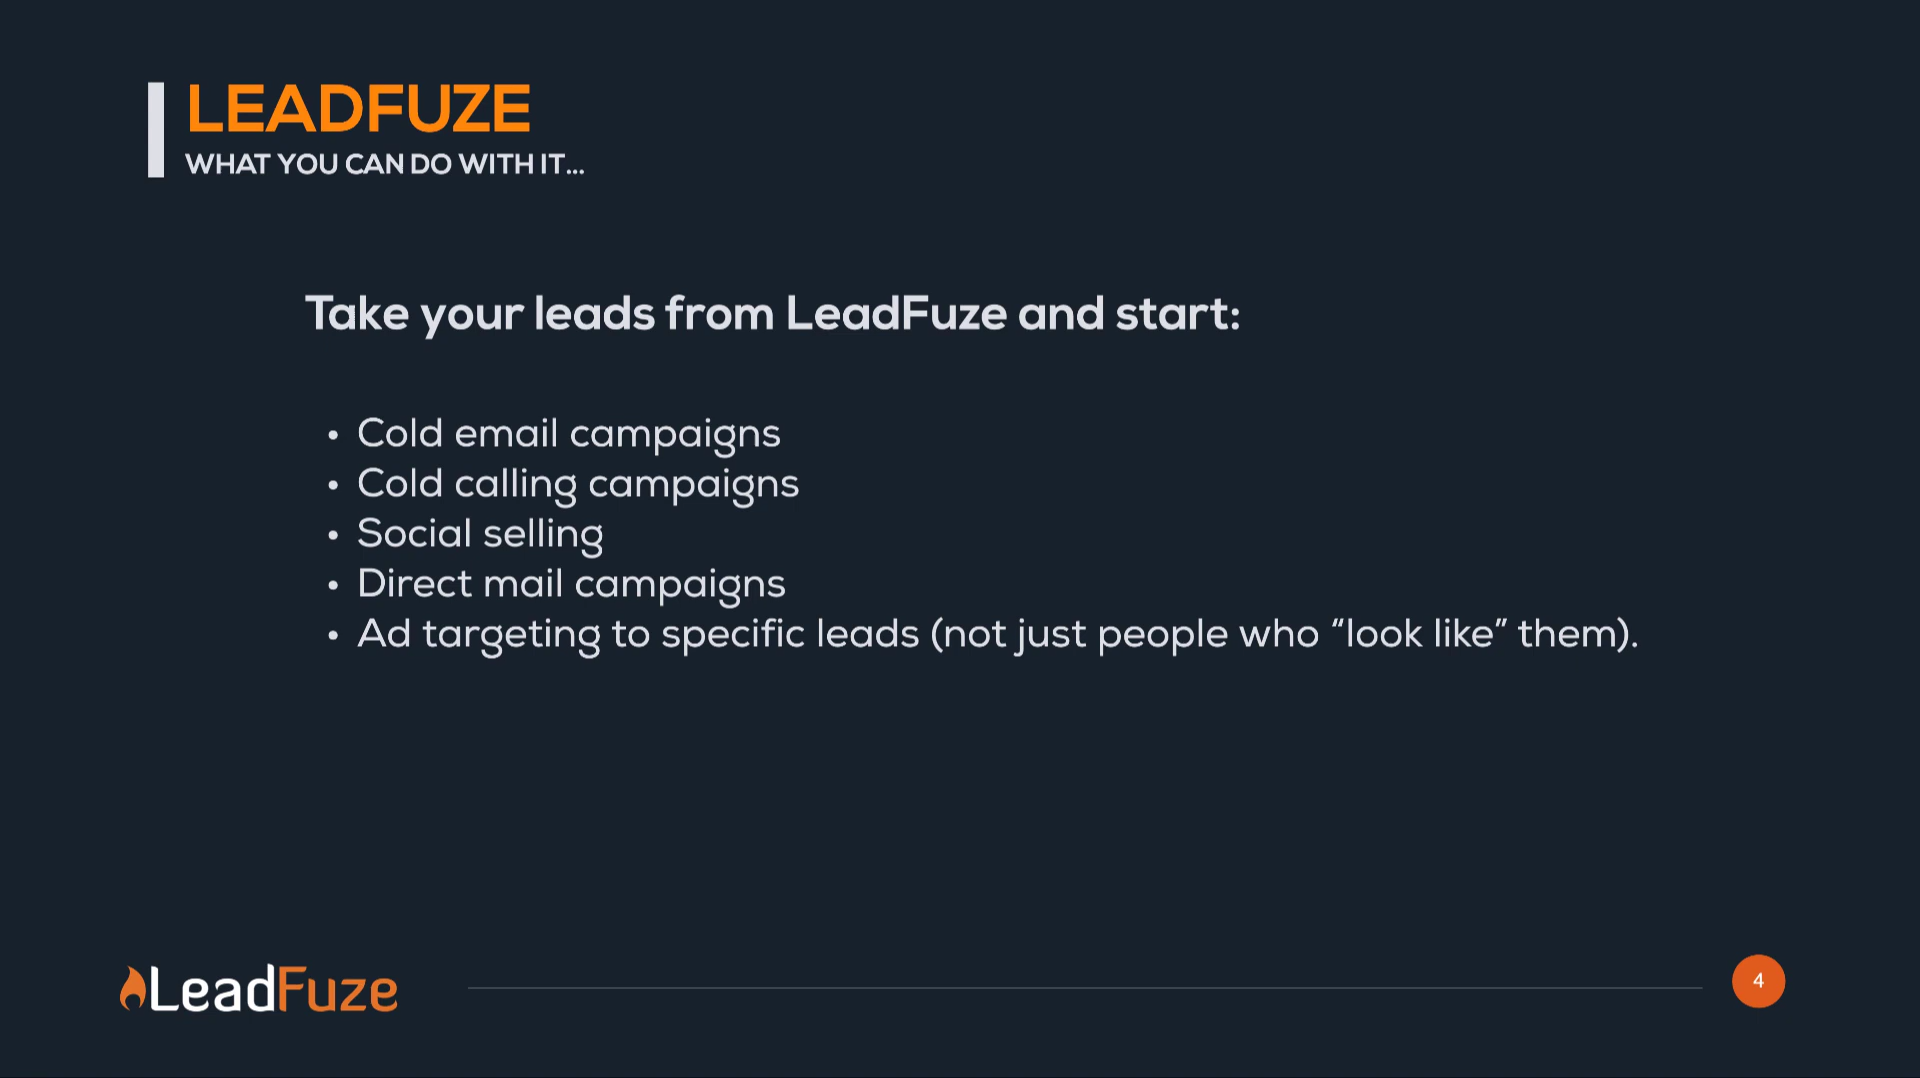 LEADFUZE
WHAT YOU CAN DO WITH IT...
Take your leads from LeadFuze and start:
• Cold email campaigns
• Cold calling campaigns
• Social selling
• Direct mail campaigns
• Ad targeting to specific leads (not just people who “look like” them).
LeadFuze
4